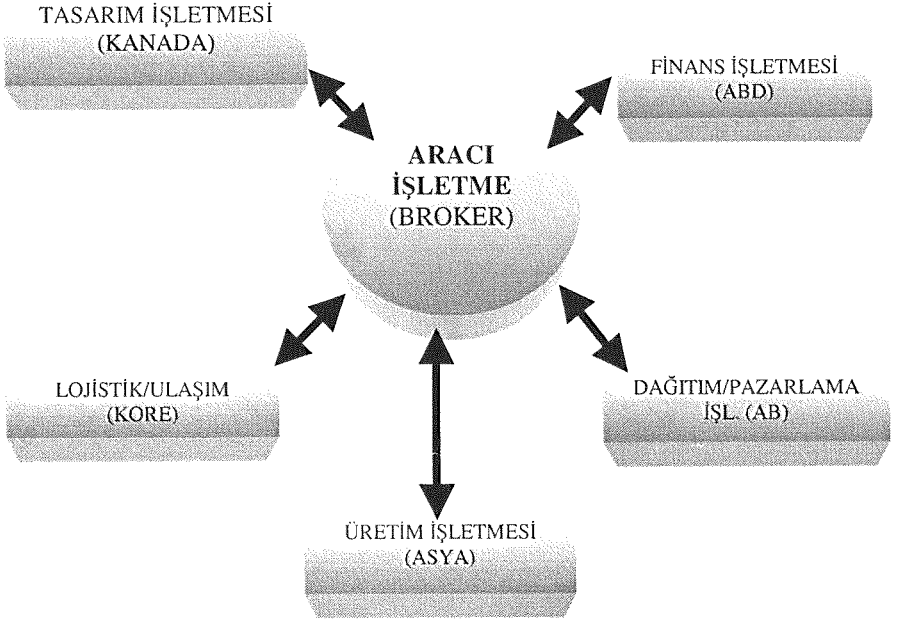 TASARIM İŞLETMESİ
(KANADA)
FİNANS İŞLETMESİ
(ABD)
ARACI
İŞLETME
(BROKER)
LOJİSTİK/ULAŞIM
(KORE)
DAĞITIM/PAZARLAMA
İŞL. (AB)
ÜRETİM İŞLETMESİ
(ASYA)